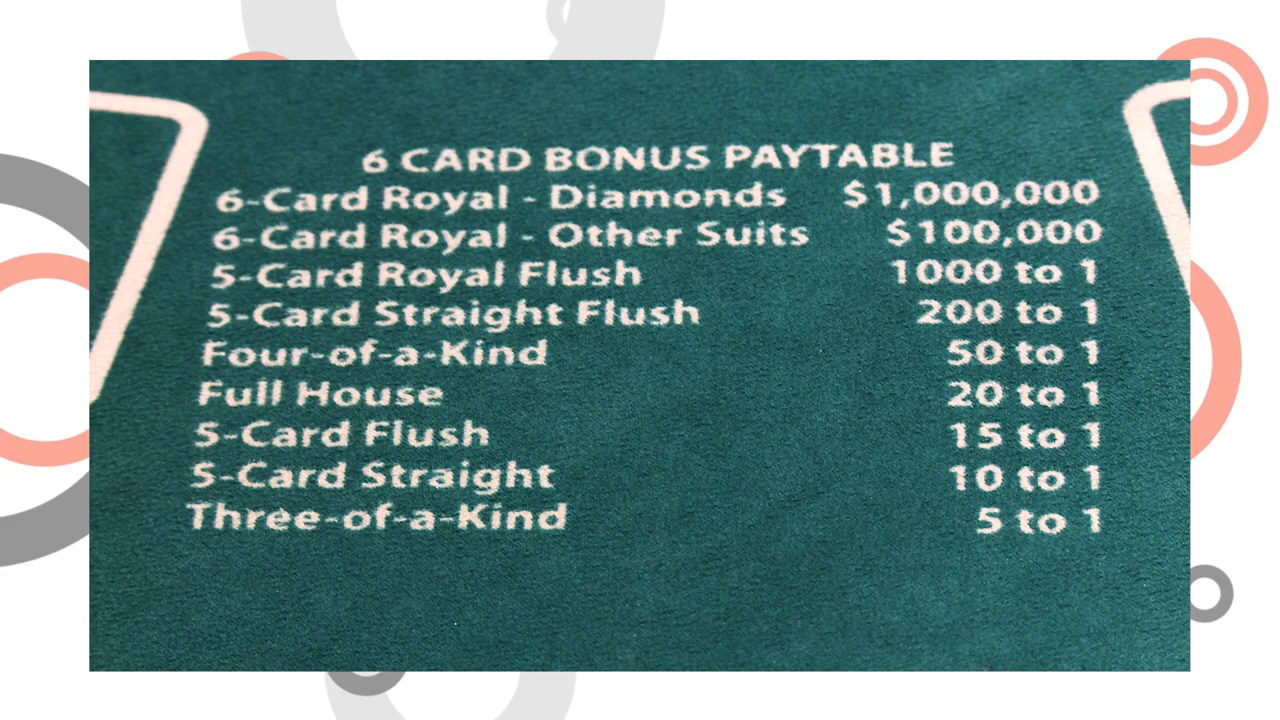 6 CARD BONUS PAYTABLE
6-Card Royal - Diamonds $1,000,000
6-Card Royal - Other Suits $100,000
5-Card Royal Flush 1000 to 1
5-Card Straight Flush 200 to 1
Four-of-a-Kind 50 to 1
Full House 20 to 1
5-Card Flush 15 to 1
5-Card Straight 10 to 1
Three-of-a-Kind 5 to 1